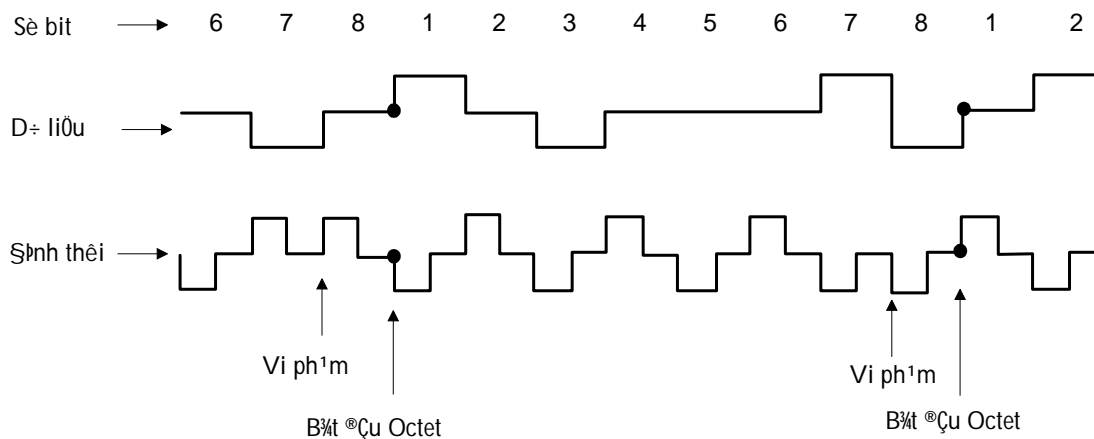 Sè bit 6 7 8 1 2 3 4 5 6 7 8 1 2
D÷ liÖu
§Þnh thêi
Vi ph¹m Vi ph¹m
B¾t ®Çu Octet B¾t ®Çu Octet